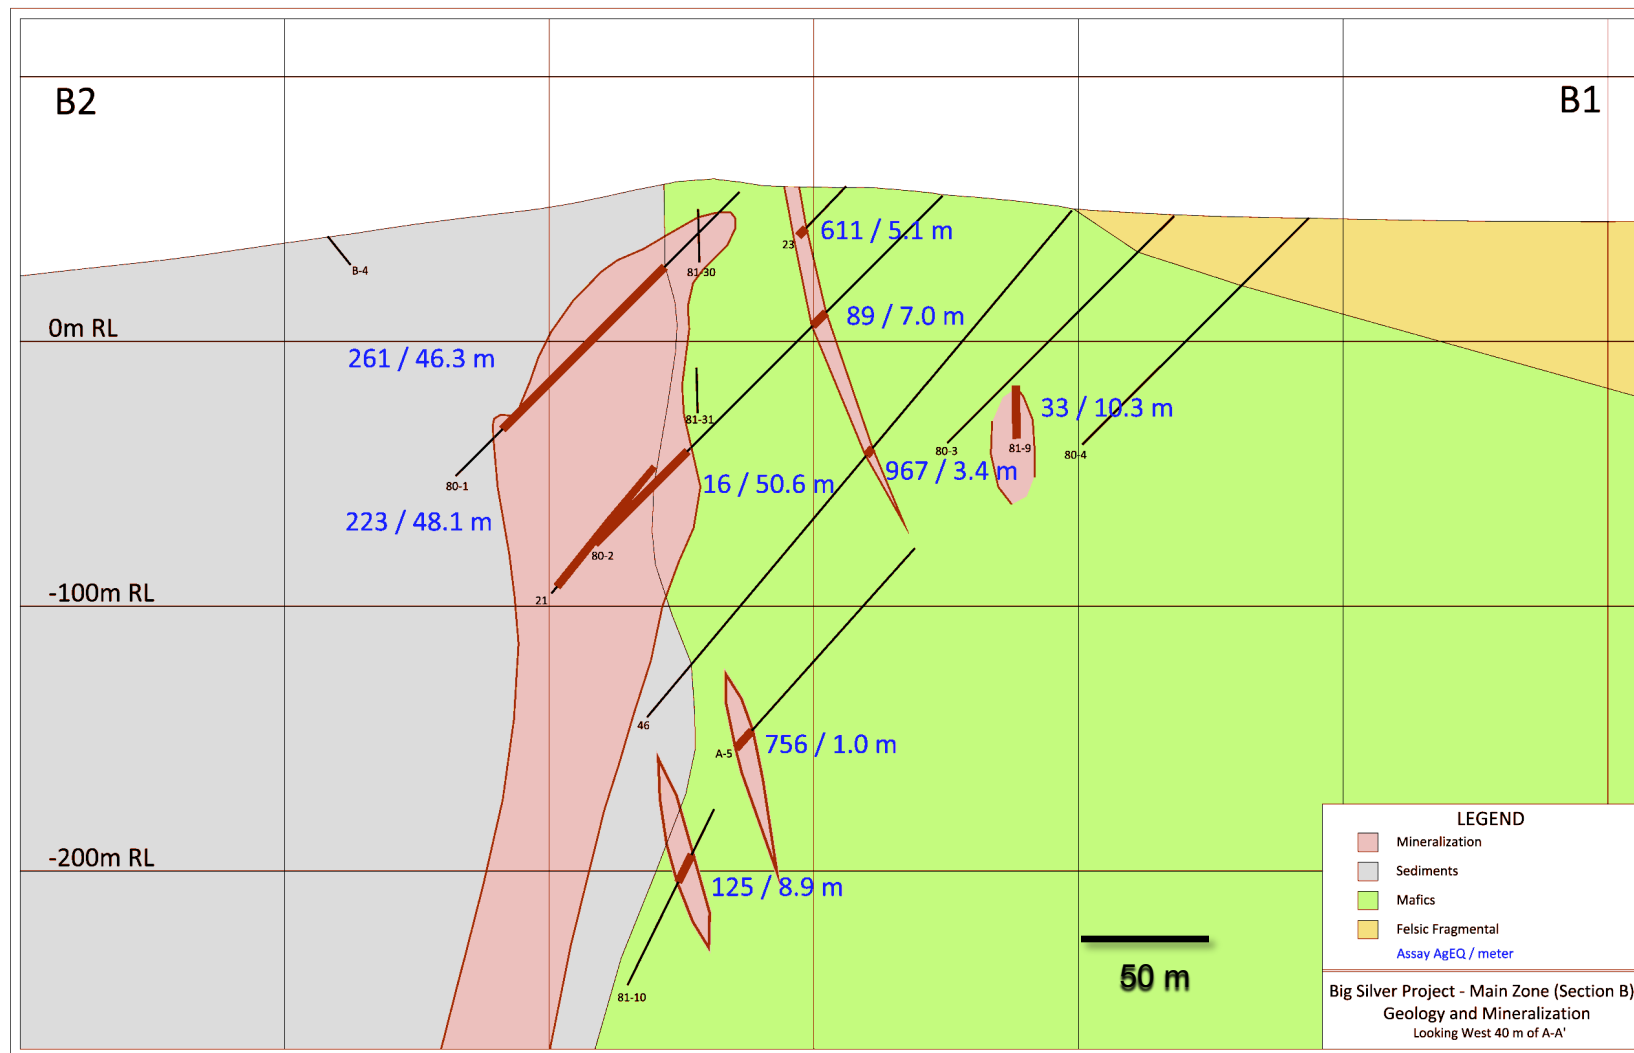 B2
B1
23
611 / 5.1 m
B-4
81-30
89 / 7.0 m
0m RL
261 / 46.3 m
33 / 10.3 m
81-31
80-3
81-9
80-4
967 / 3.4 m
80-1
16 / 50.6 m
223 / 48.1 m
80-2
-100m RL
21
46
A-5
756 / 1.0 m
-200m RL
125 / 8.9 m
81-10
50 m
LEGEND
Mineralization
Sediments
Mafics
Felsic Fragmental
Assay AgEQ / meter
Big Silver Project - Main Zone (Section B)
Geology and Mineralization
Looking West 40 m of A-A'